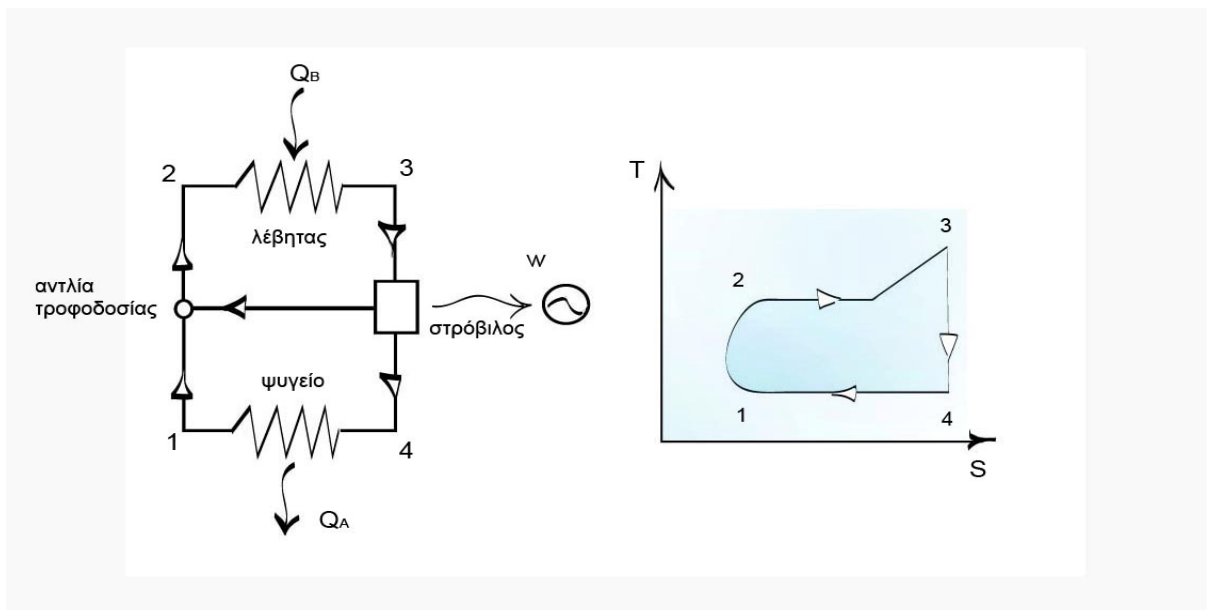 QB
2
3
λέβητας
αντλία
τροφοδοσίας
W
στρόβιλος
ψυγείο
1
4
QA
T
3
2
1
4
S